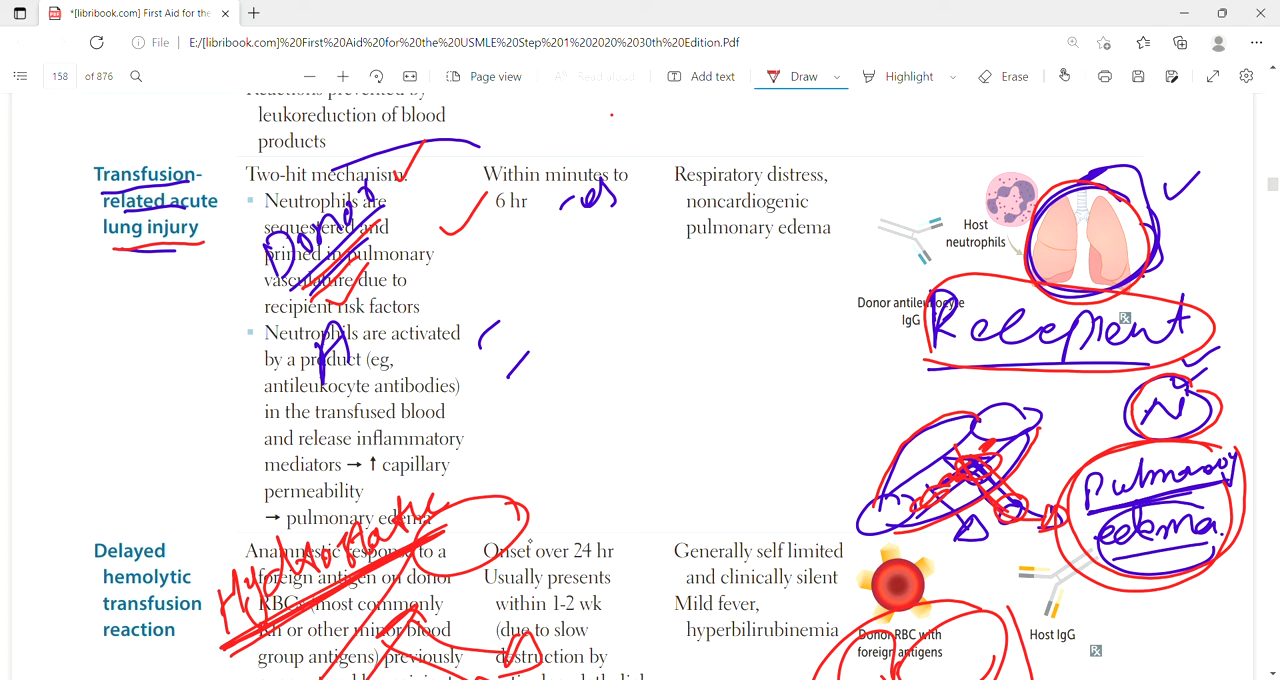 *[libribook.com] First Aid for the
File
E:/[libribook.com]%20First%20Aid%20for%20the%20USMLE%20Step%201%202020%2030th%20Edition.Pdf
158 of 876
Page view
Read aloud
Add text
Draw
Highlight
Erase
Reactions prevented by
leukoreduction of blood
products
Transfusion-
related acute
lung injury
Two-hit mechanism:
Neutrophils are
sequestered and
primed in pulmonary
vasculature due to
recipient risk factors
Neutrophils are activated
by a product (eg,
antileukocyte antibodies)
in the transfused blood
and release inflammatory
mediators → ↑ capillary
permeability
→ pulmonary edema
Donor
Within minutes to
6 hr
Respiratory distress,
noncardiogenic
pulmonary edema
Host
neutrophils
Donor antileukocyte
IgG
Recepient
N
Pulmonary
edema
Hydrostatic
Delayed
hemolytic
transfusion
reaction
Anamnestic response to a
foreign antigen on donor
RBCs (most commonly
Rh or other minor blood
group antigens) previously
Onset over 24 hr
Usually presents
within 1-2 wk
(due to slow
destruction by
Generally self limited
and clinically silent
Mild fever,
hyperbilirubinemia
Donor RBC with
foreign antigens
Host IgG